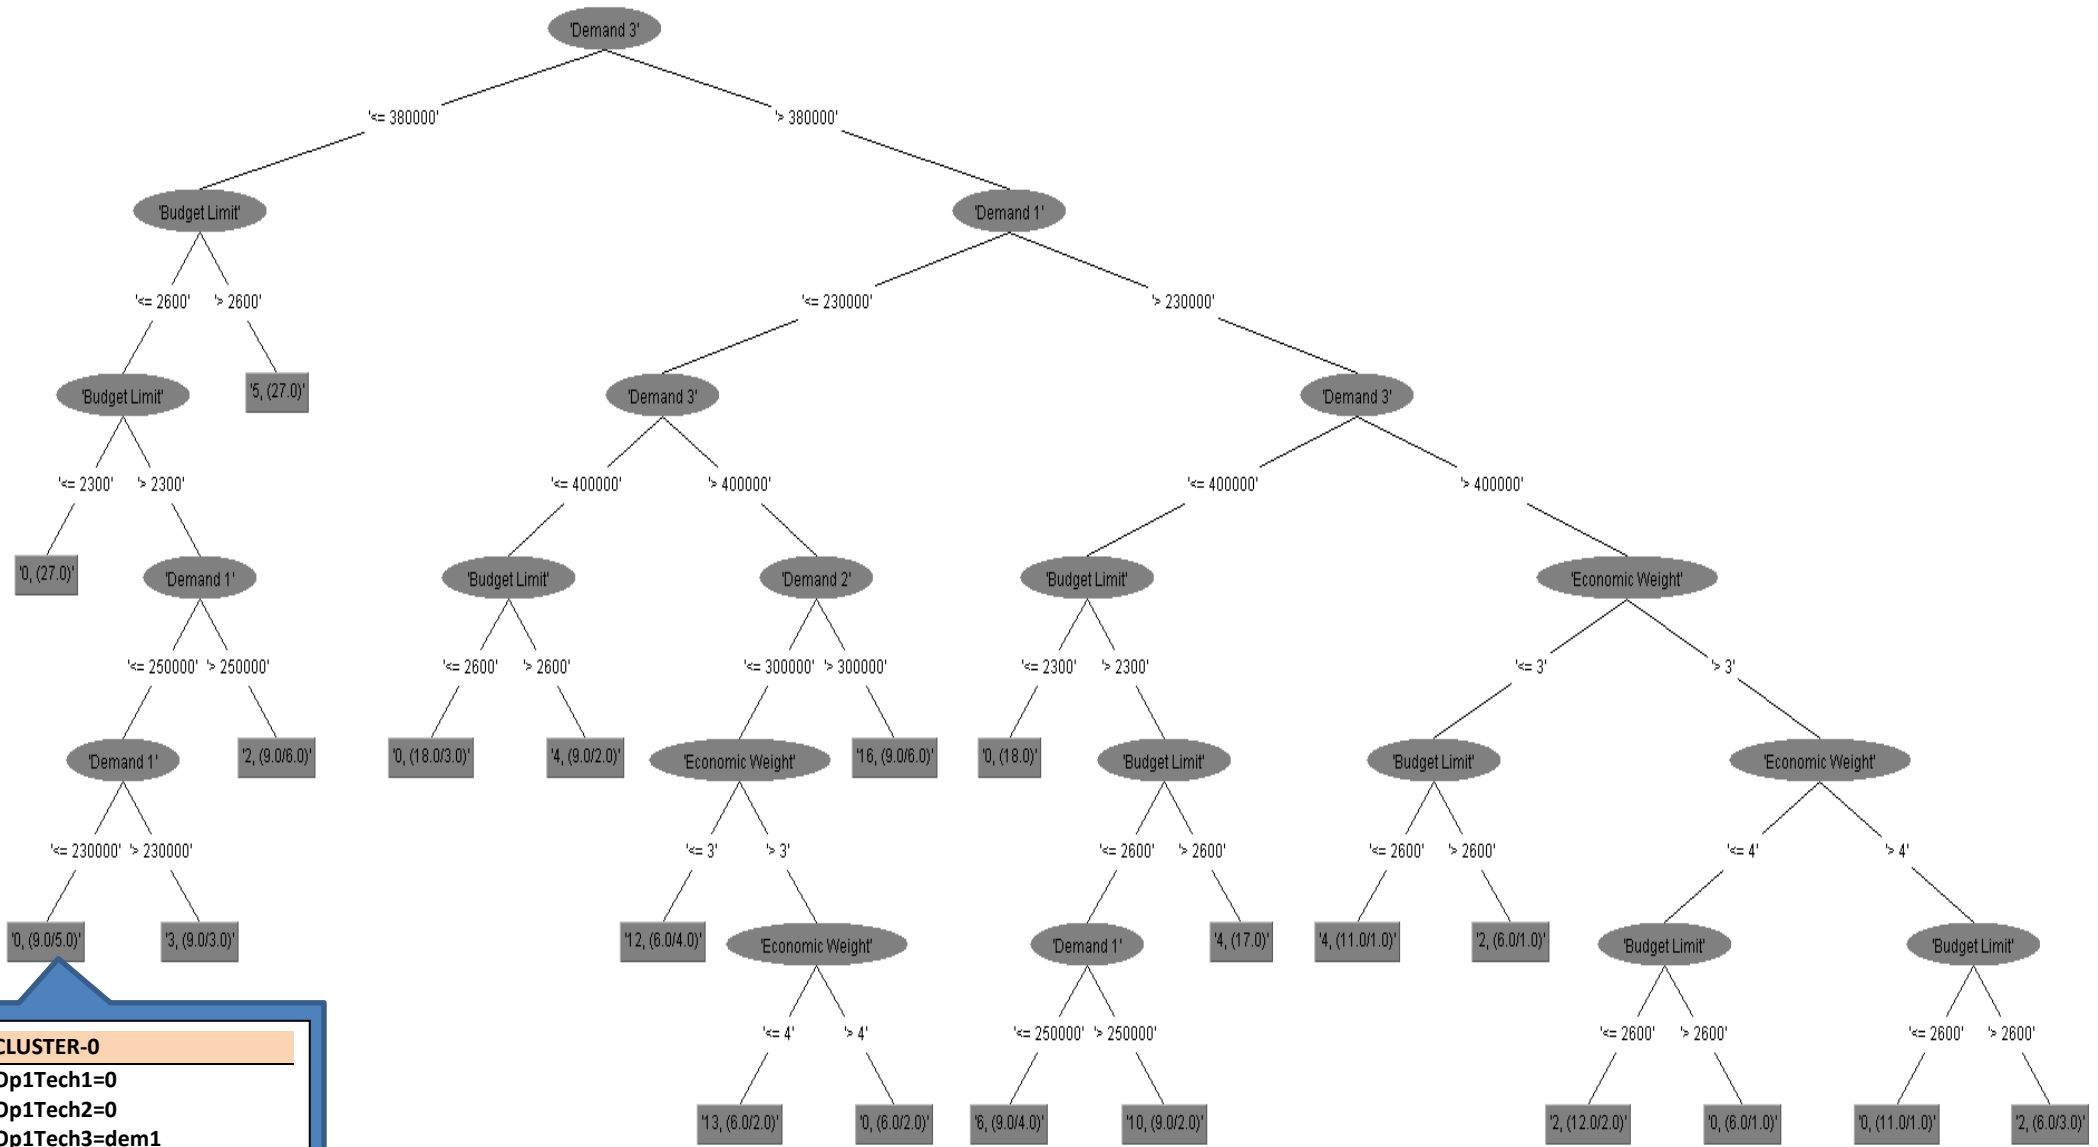 'Demand 3'
'<= 380000' '> 380000'
'Budget Limit' 'Demand 1'
'<= 2600' '> 2600' '<= 230000' '> 230000'
'Budget Limit' '5, (27.0)' 'Demand 3' 'Demand 3'
'<= 2300' '> 2300' '<= 400000' '> 400000' '<= 400000' '> 400000'
'0, (27.0)' 'Demand 1' 'Budget Limit' 'Demand 2' 'Budget Limit' 'Economic Weight'
'<= 250000' '> 250000' '<= 2600' '> 2600' '<= 300000' '> 300000' '<= 2300' '> 2300' '<= 3' '> 3'
'Demand 1' '2, (9.0/6.0)' '0, (18.0/3.0)' '4, (9.0/2.0)' 'Economic Weight' '16, (9.0/6.0)' '0, (18.0)' 'Budget Limit' 'Budget Limit' 'Economic Weight'
'<= 230000' '> 230000' '<= 3' '> 3' '<= 2600' '> 2600' '<= 2600' '> 2600' '<= 4' '> 4'
'0, (9.0/5.0)' '3, (9.0/3.0)' '12, (6.0/4.0)' 'Economic Weight' 'Demand 1' '4, (17.0)' '4, (11.0/1.0)' '2, (6.0/1.0)' 'Budget Limit' 'Budget Limit'
'<= 4' '> 4' '<= 250000' '> 250000' '<= 2600' '> 2600' '<= 2600' '> 2600'
'13, (6.0/2.0)' '0, (6.0/2.0)' '6, (9.0/4.0)' '10, (9.0/2.0)' '2, (12.0/2.0)' '0, (6.0/1.0)' '0, (11.0/1.0)' '2, (6.0/3.0)'
CLUSTER-0
Op1Tech1=0
Op1Tech2=0
Op1Tech3=dem1